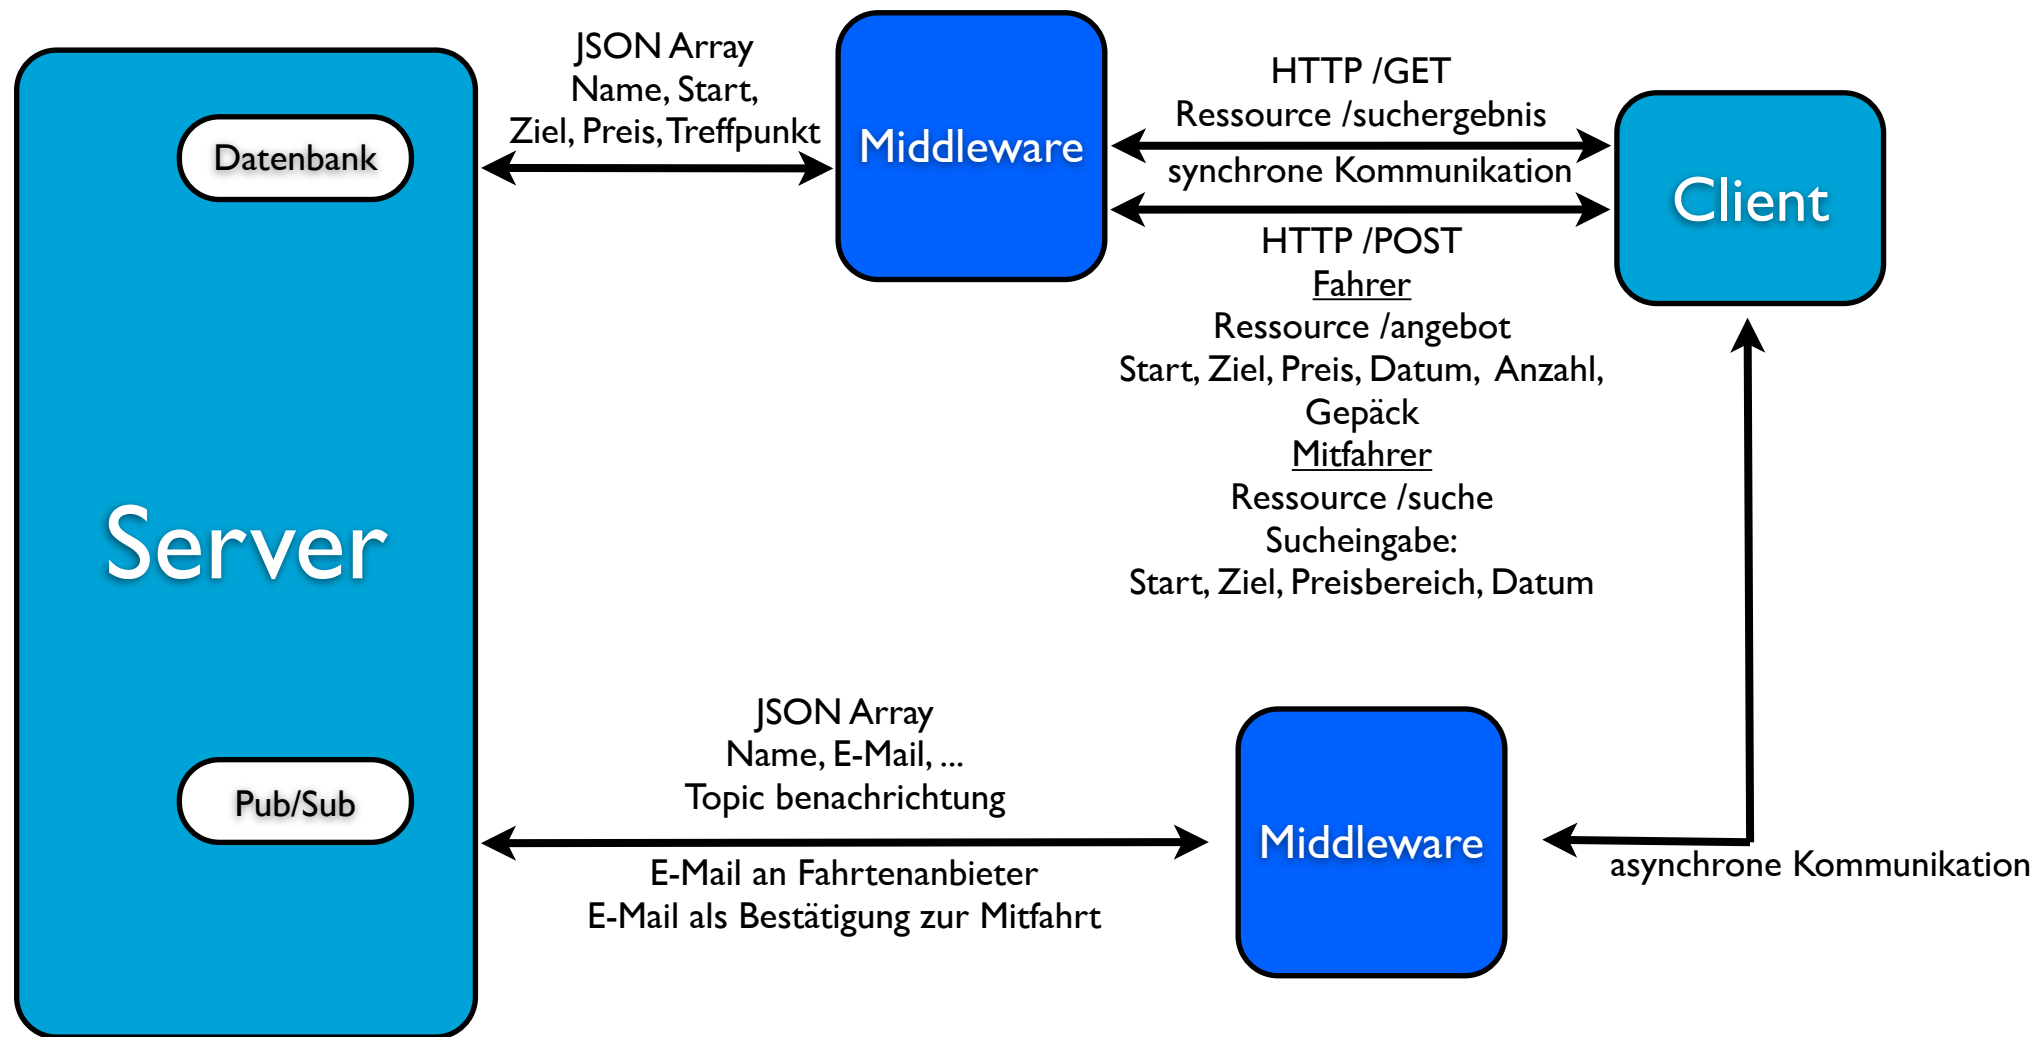 JSON Array
Name, Start,
Ziel, Preis, Treffpunkt
Datenbank
Middleware
HTTP /GET
Ressource /suchergebnis
synchrone Kommunikation
Client
HTTP /POST
Fahrer
Ressource /angebot
Start, Ziel, Preis, Datum, Anzahl,
Gepäck
Mitfahrer
Ressource /suche
Sucheingabe:
Start, Ziel, Preisbereich, Datum
Server
JSON Array
Name, E-Mail, ...
Topic benachrichtung
Pub/Sub
E-Mail an Fahrtenanbieter
E-Mail als Bestätigung zur Mitfahrt
Middleware
asynchrone Kommunikation